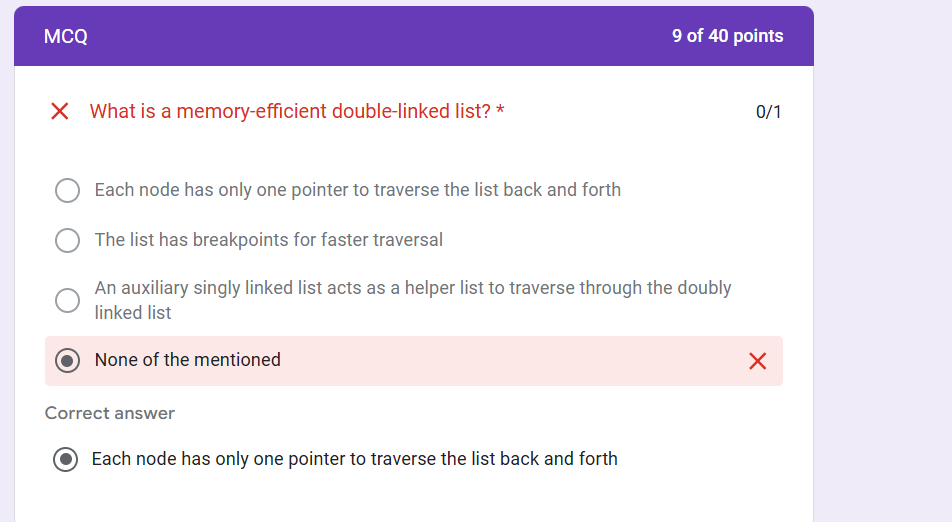 MCQ 9 of 40 points
What is a memory-efficient double-linked list? * 0/1
Each node has only one pointer to traverse the list back and forth
The list has breakpoints for faster traversal
An auxiliary singly linked list acts as a helper list to traverse through the doubly
linked list
None of the mentioned
Correct answer
Each node has only one pointer to traverse the list back and forth